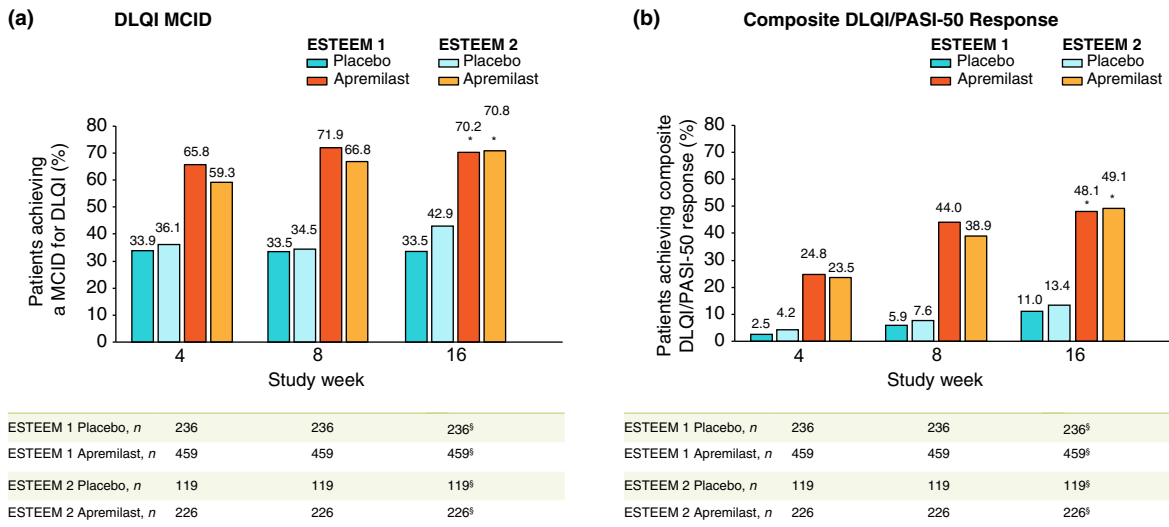 (a) DLQI MCID
ESTEEM 1 ESTEEM 2
Placebo Placebo
Apremilast Apremilast
Patients achieving
a MCID for DLQI (%)
80
70
60
50
40
30
20
10
0
33.9 36.1 65.8 59.3
33.5 34.5 71.9 66.8
33.5 42.9 70.2 70.8
* *
4 8 16
Study week
ESTEEM 1 Placebo, n 236 236 236§
ESTEEM 1 Apremilast, n 459 459 459§
ESTEEM 2 Placebo, n 119 119 119§
ESTEEM 2 Apremilast, n 226 226 226§
(b) Composite DLQI/PASI-50 Response
ESTEEM 1 ESTEEM 2
Placebo Placebo
Apremilast Apremilast
Patients achieving composite
DLQI/PASI-50 response (%)
80
70
60
50
40
30
20
10
0
2.5 4.2 24.8 23.5
5.9 7.6 44.0 38.9
11.0 13.4 48.1 49.1
* *
4 8 16
Study week
ESTEEM 1 Placebo, n 236 236 236§
ESTEEM 1 Apremilast, n 459 459 459§
ESTEEM 2 Placebo, n 119 119 119§
ESTEEM 2 Apremilast, n 226 226 226§